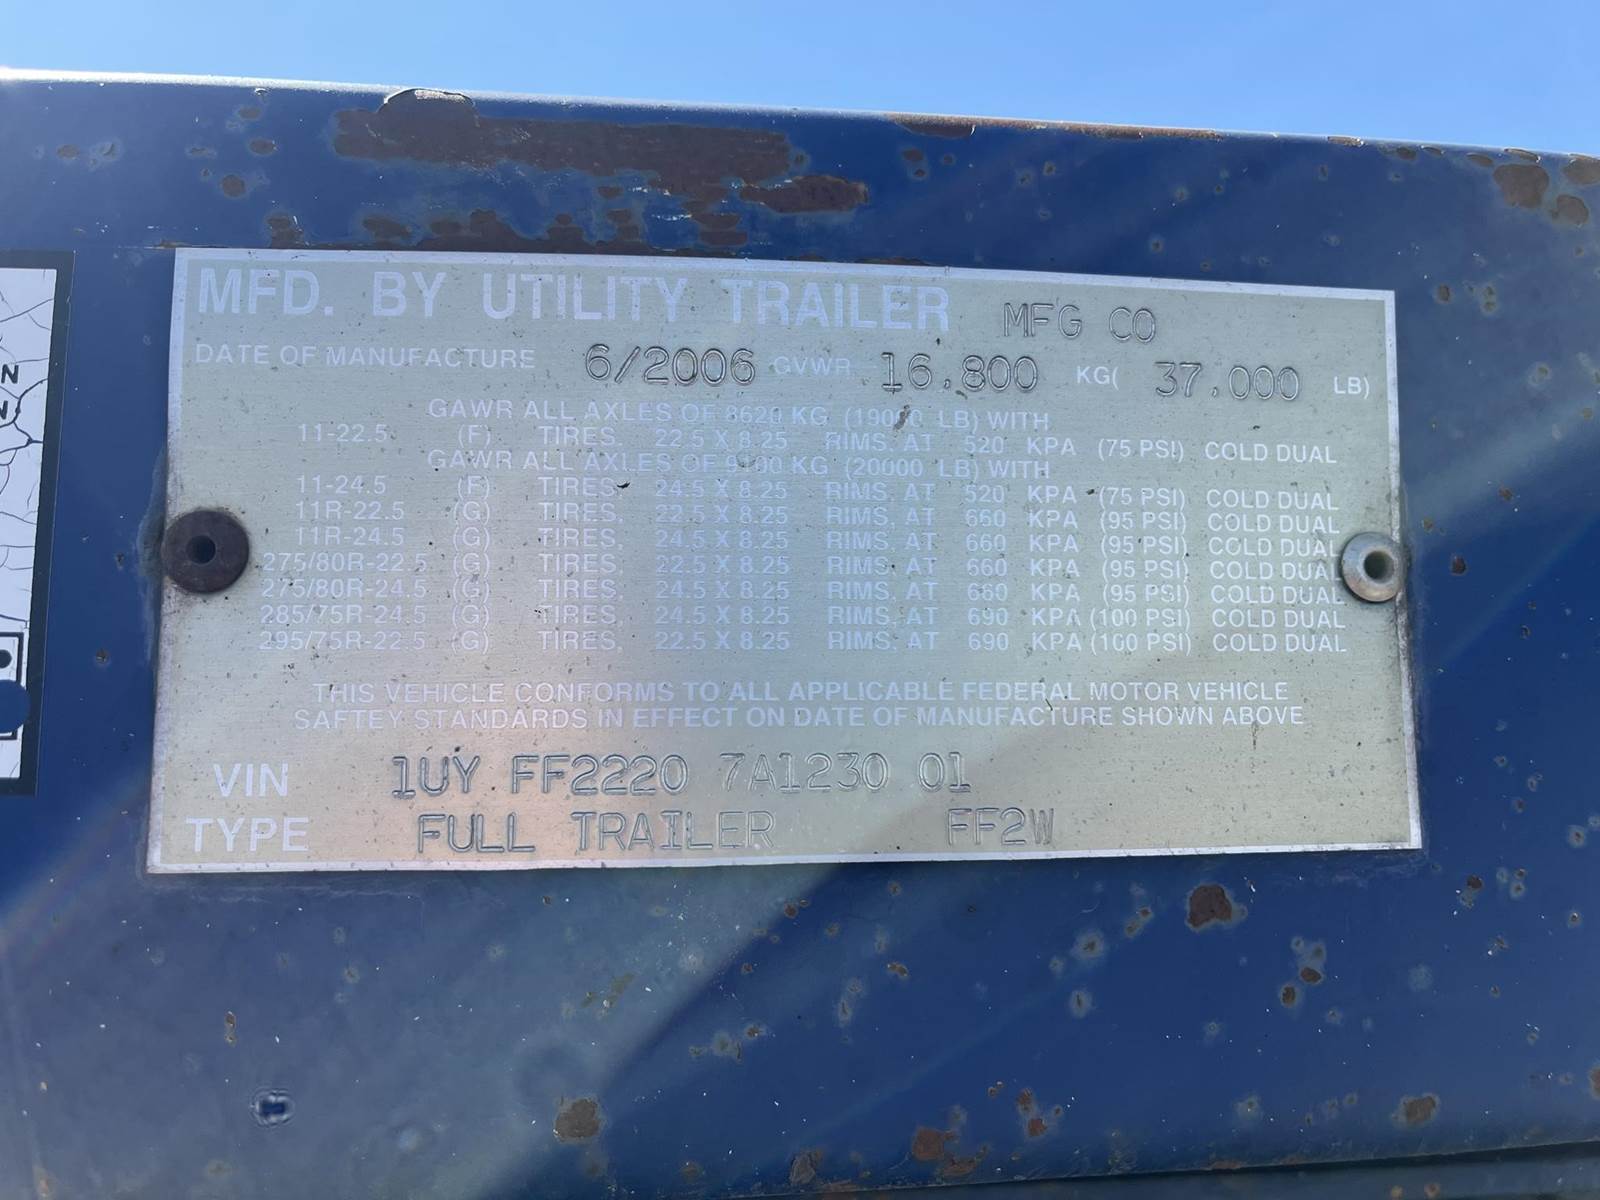 MFD. BY UTILITY TRAILER MFG CO
DATE OF MANUFACTURE 6/2006 GVWR 16.800 KG( 37.000 LB)
GAWR ALL AXLES OF 8620 KG (19000 LB) WITH
11-22.5 (F) TIRES, 22.5 X 8.25 RIMS, AT 520 KPA (75 PSI) COLD DUAL
GAWR ALL AXLES OF 9100 KG (20000 LB) WITH
11-24.5 (F) TIRES, 24.5 X 8.25 RIMS, AT 520 KPA (75 PSI) COLD DUAL
11R-22.5 (G) TIRES, 22.5 X 8.25 RIMS, AT 660 KPA (95 PSI) COLD DUAL
11R-24.5 (G) TIRES, 24.5 X 8.25 RIMS, AT 660 KPA (95 PSI) COLD DUAL
275/80R-22.5 (G) TIRES, 22.5 X 8.25 RIMS, AT 660 KPA (95 PSI) COLD DUAL
275/80R-24.5 (G) TIRES, 24.5 X 8.25 RIMS, AT 660 KPA (95 PSI) COLD DUAL
285/75R-24.5 (G) TIRES, 24.5 X 8.25 RIMS, AT 690 KPA (100 PSI) COLD DUAL
295/75R-22.5 (G) TIRES, 22.5 X 8.25 RIMS, AT 690 KPA (100 PSI) COLD DUAL
THIS VEHICLE CONFORMS TO ALL APPLICABLE FEDERAL MOTOR VEHICLE
SAFTEY STANDARDS IN EFFECT ON DATE OF MANUFACTURE SHOWN ABOVE
VIN 1UY FF2220 7A1230 01
TYPE FULL TRAILER FF2W